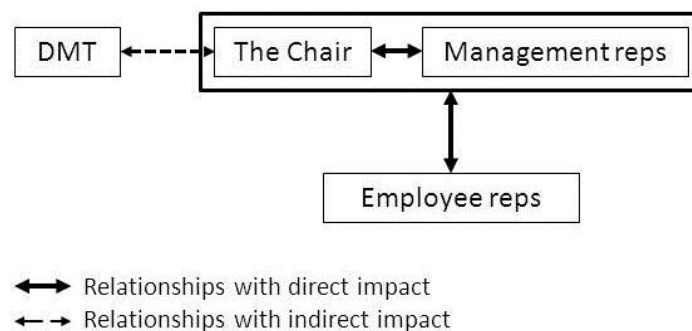 DMT
The Chair
Management reps
Employee reps
Relationships with direct impact
Relationships with indirect impact